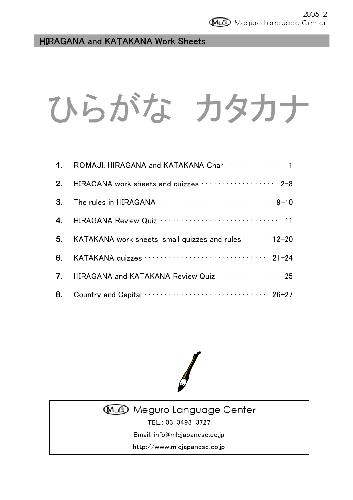 2005.2
MLC Meguro Language Center
HIRAGANA and KATAKANA Work Sheets
ひらがな カタカナ
1. ROMAJI, HIRAGANA and KATAKANA Char 1
2. HIRAGANA work sheets and quizzes ·················· 2-8
3. The rules in HIRAGANA ·················· 9-10
4. HIRAGANA Review Quiz ·················· 11
5. KATAKANA work sheets, small quizzes and rules 12-20
6. KATAKANA quizzes ·················· 21-24
7. HIRAGANA and KATAKANA Review Quiz 25
8. Country and Capital ·················· 26-27
MLC Meguro Language Center
TEL.: 03-3493-3727
Email: info@mlcjapanese.co.jp
http://www.mlcjapanese.co.jp